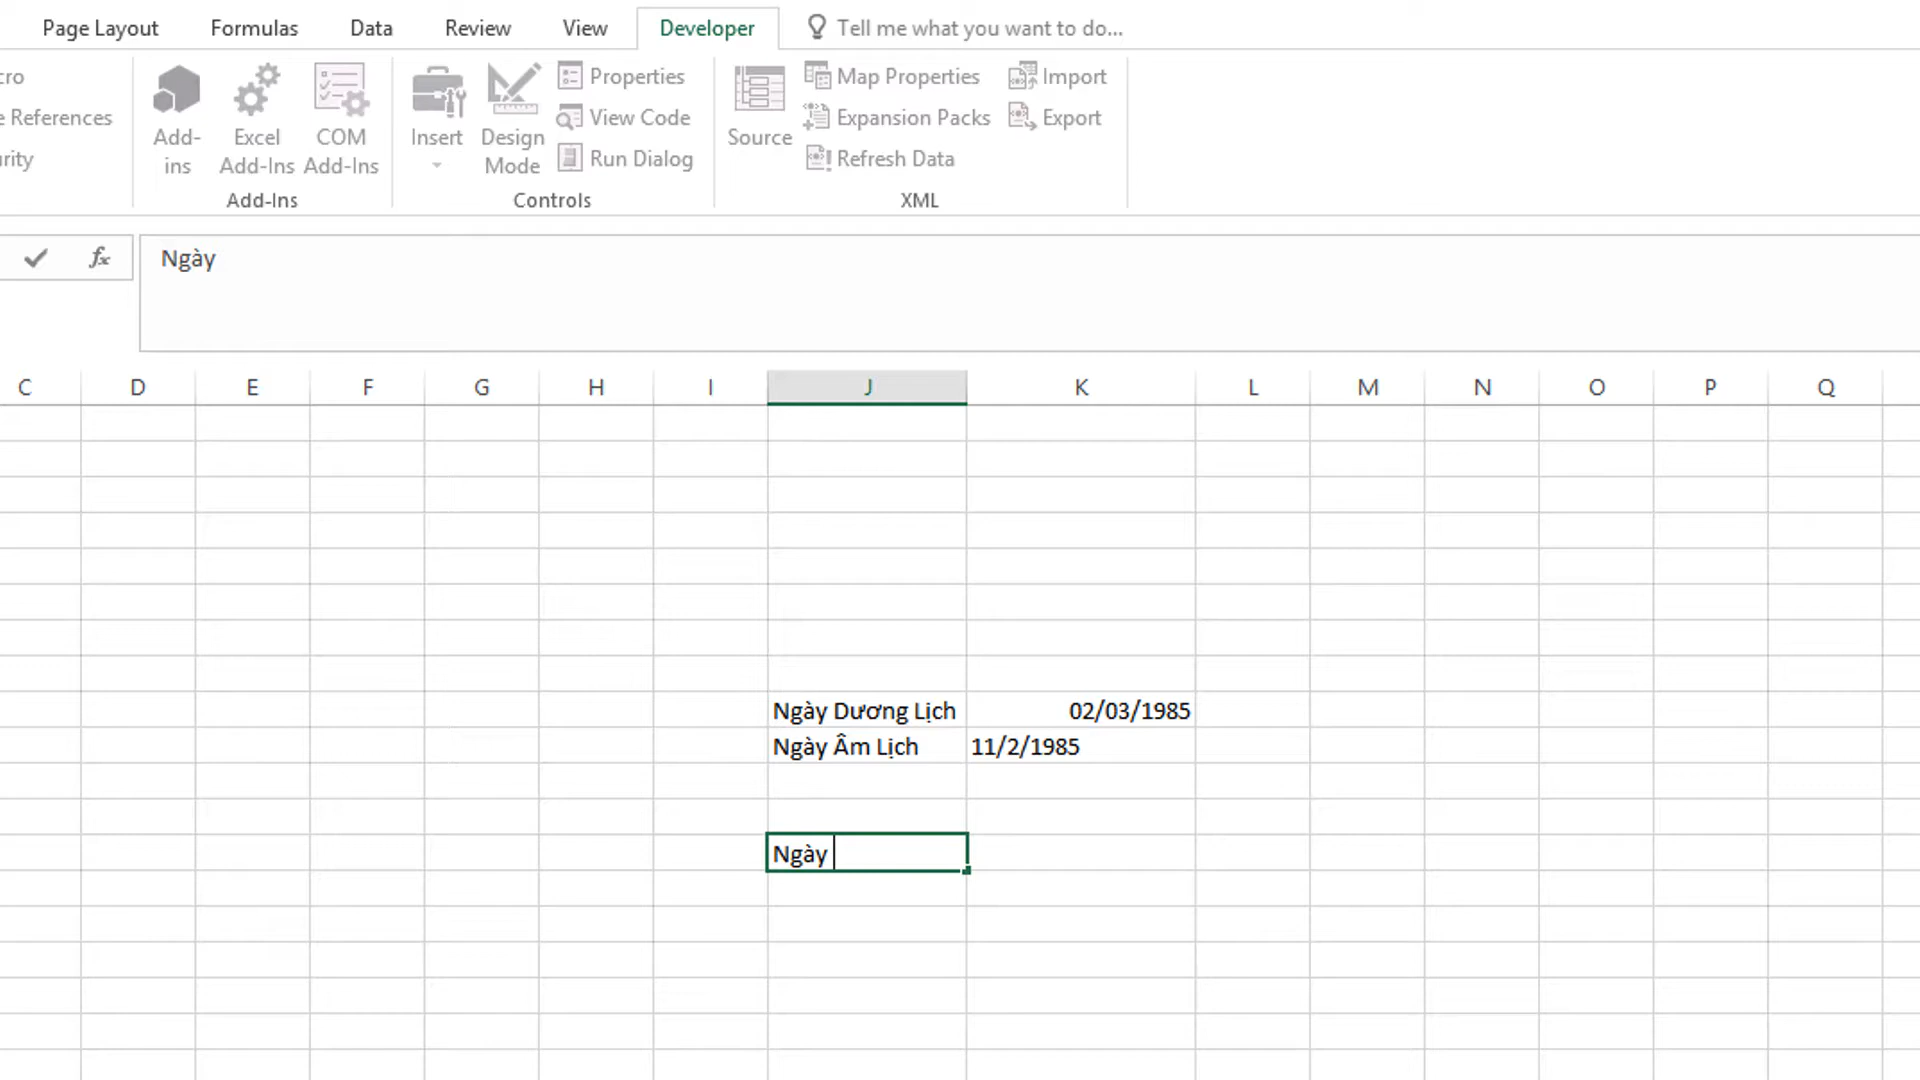 Page Layout Formulas Data Review View Developer Tell me what you want to do...
cro Properties Map Properties Import
e References View Code Expansion Packs Export
Add- Excel COM Insert Design Source
urity ins Add-Ins Add-Ins Mode Run Dialog Refresh Data
Add-Ins Controls XML
fx Ngày
C D E F G H I J K L M N O P Q
Ngày Dương Lịch 02/03/1985
Ngày Âm Lịch 11/2/1985
Ngày